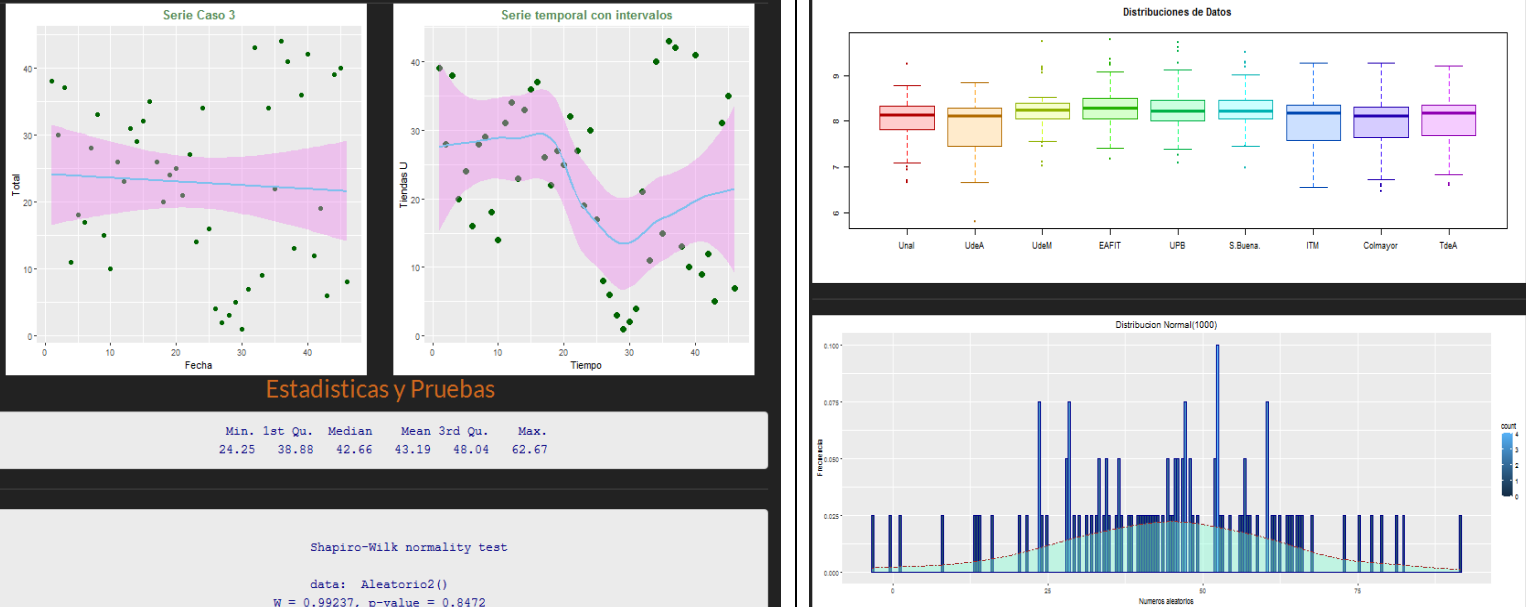 Serie Caso 3
Total
40
30
20
10
0
0 10 20 30 40
Fecha
Serie temporal con intervalos
Tiendas U
40
30
20
10
0
0 10 20 30 40
Tiempo
Estadisticas y Pruebas
Min. 1st Qu. Median Mean 3rd Qu. Max.
24.25 38.88 42.66 43.19 48.04 62.67
Shapiro-Wilk normality test
data: Aleatorio2()
W = 0.99237, p-value = 0.8472
Distribuciones de Datos
9
8
7
6
Unal UdeA UdeM EAFIT UPB S.Buena. ITM Colmayor TdeA
Distribucion Normal(1000)
Frecuencia
0.100
0.075
0.050
0.025
0.000
0 25 50 75
Numeros aleatorios
count
4
3
2
1
0